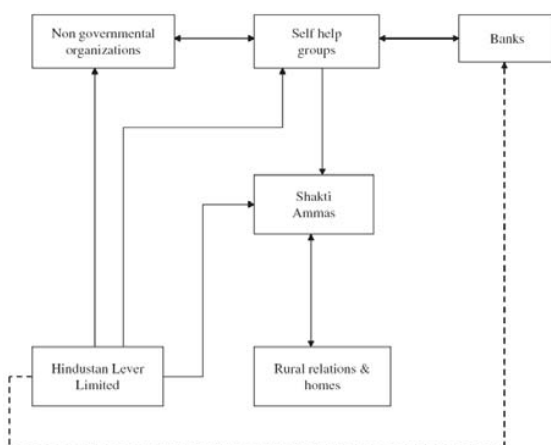 Non governmental
organizations
Self help
groups
Banks
Shakti
Ammas
Hindustan Lever
Limited
Rural relations &
homes